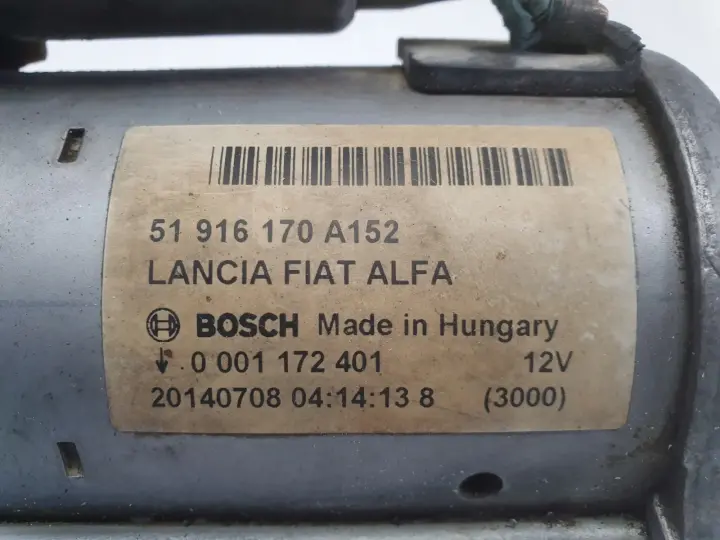 51 916 170 A152
LANCIA FIAT ALFA
BOSCH Made in Hungary
0 001 172 401 12V
20140708 04:14:13 8 (3000)